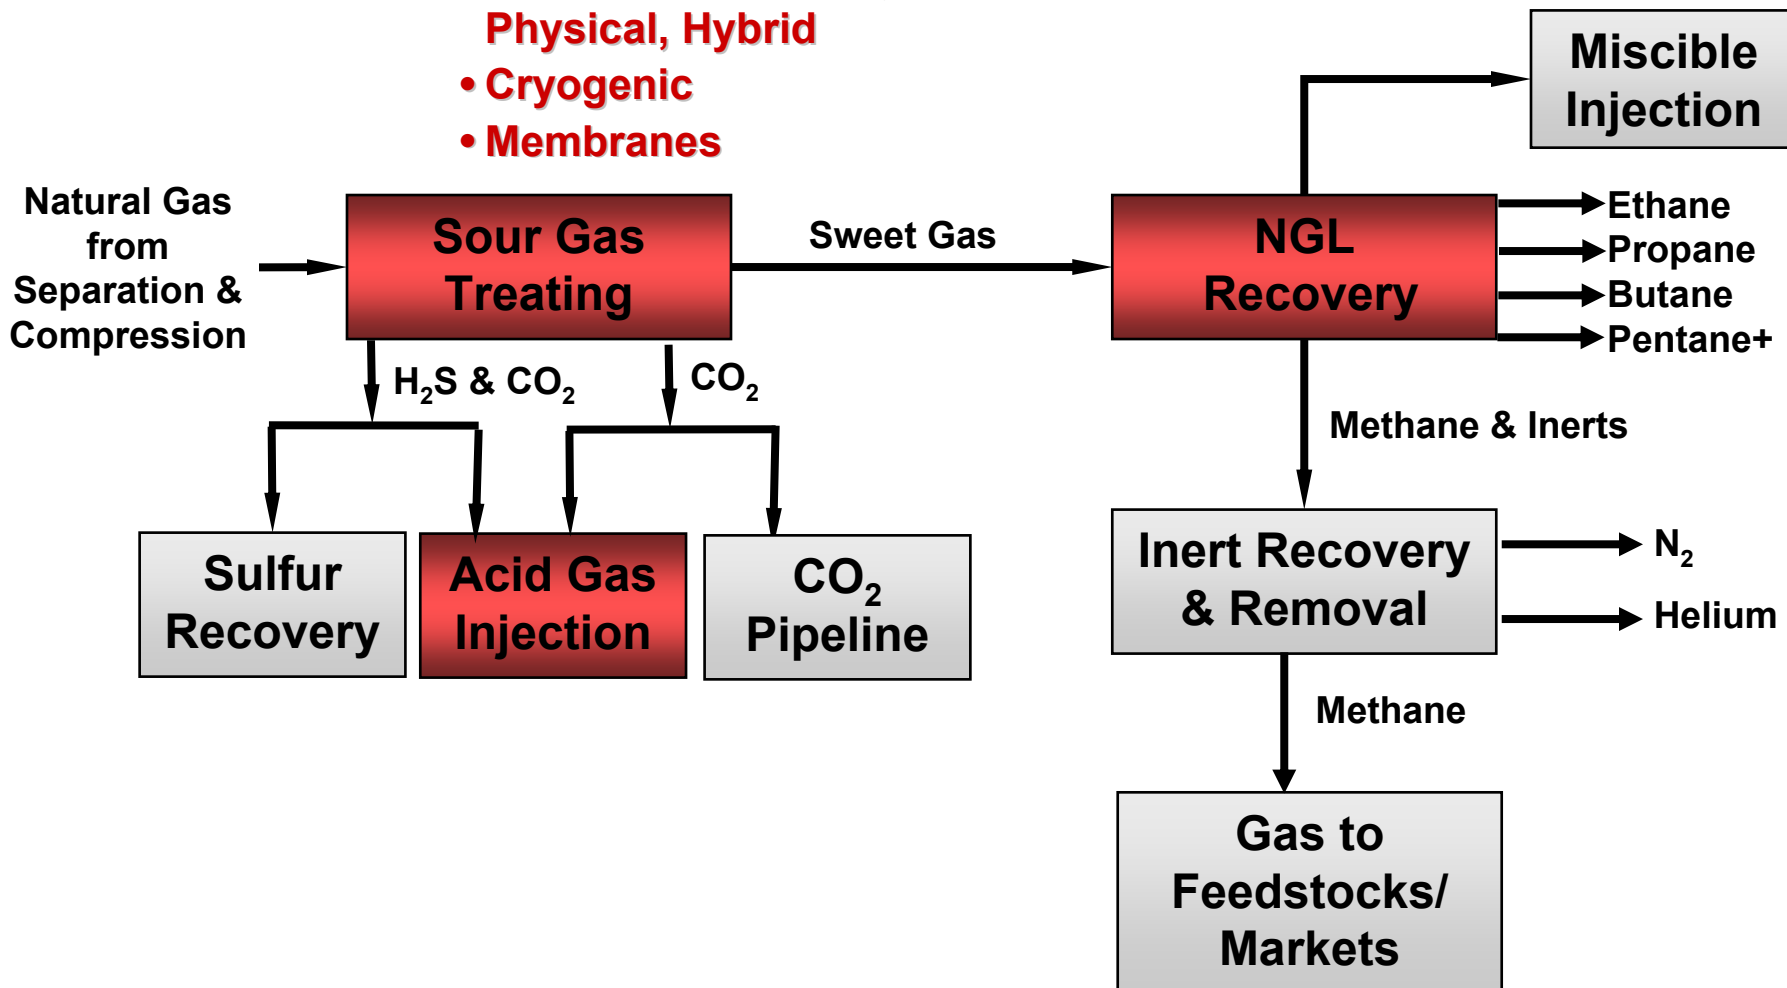 Physical, Hybrid
• Cryogenic
• Membranes
Miscible
Injection
Natural Gas
from
Separation &
Compression
Sour Gas
Treating
Sweet Gas
NGL
Recovery
Ethane
Propane
Butane
Pentane+
H₂S & CO₂
CO₂
Methane & Inerts
Sulfur
Recovery
Acid Gas
Injection
CO₂
Pipeline
Inert Recovery
& Removal
N₂
Helium
Methane
Gas to
Feedstocks/
Markets